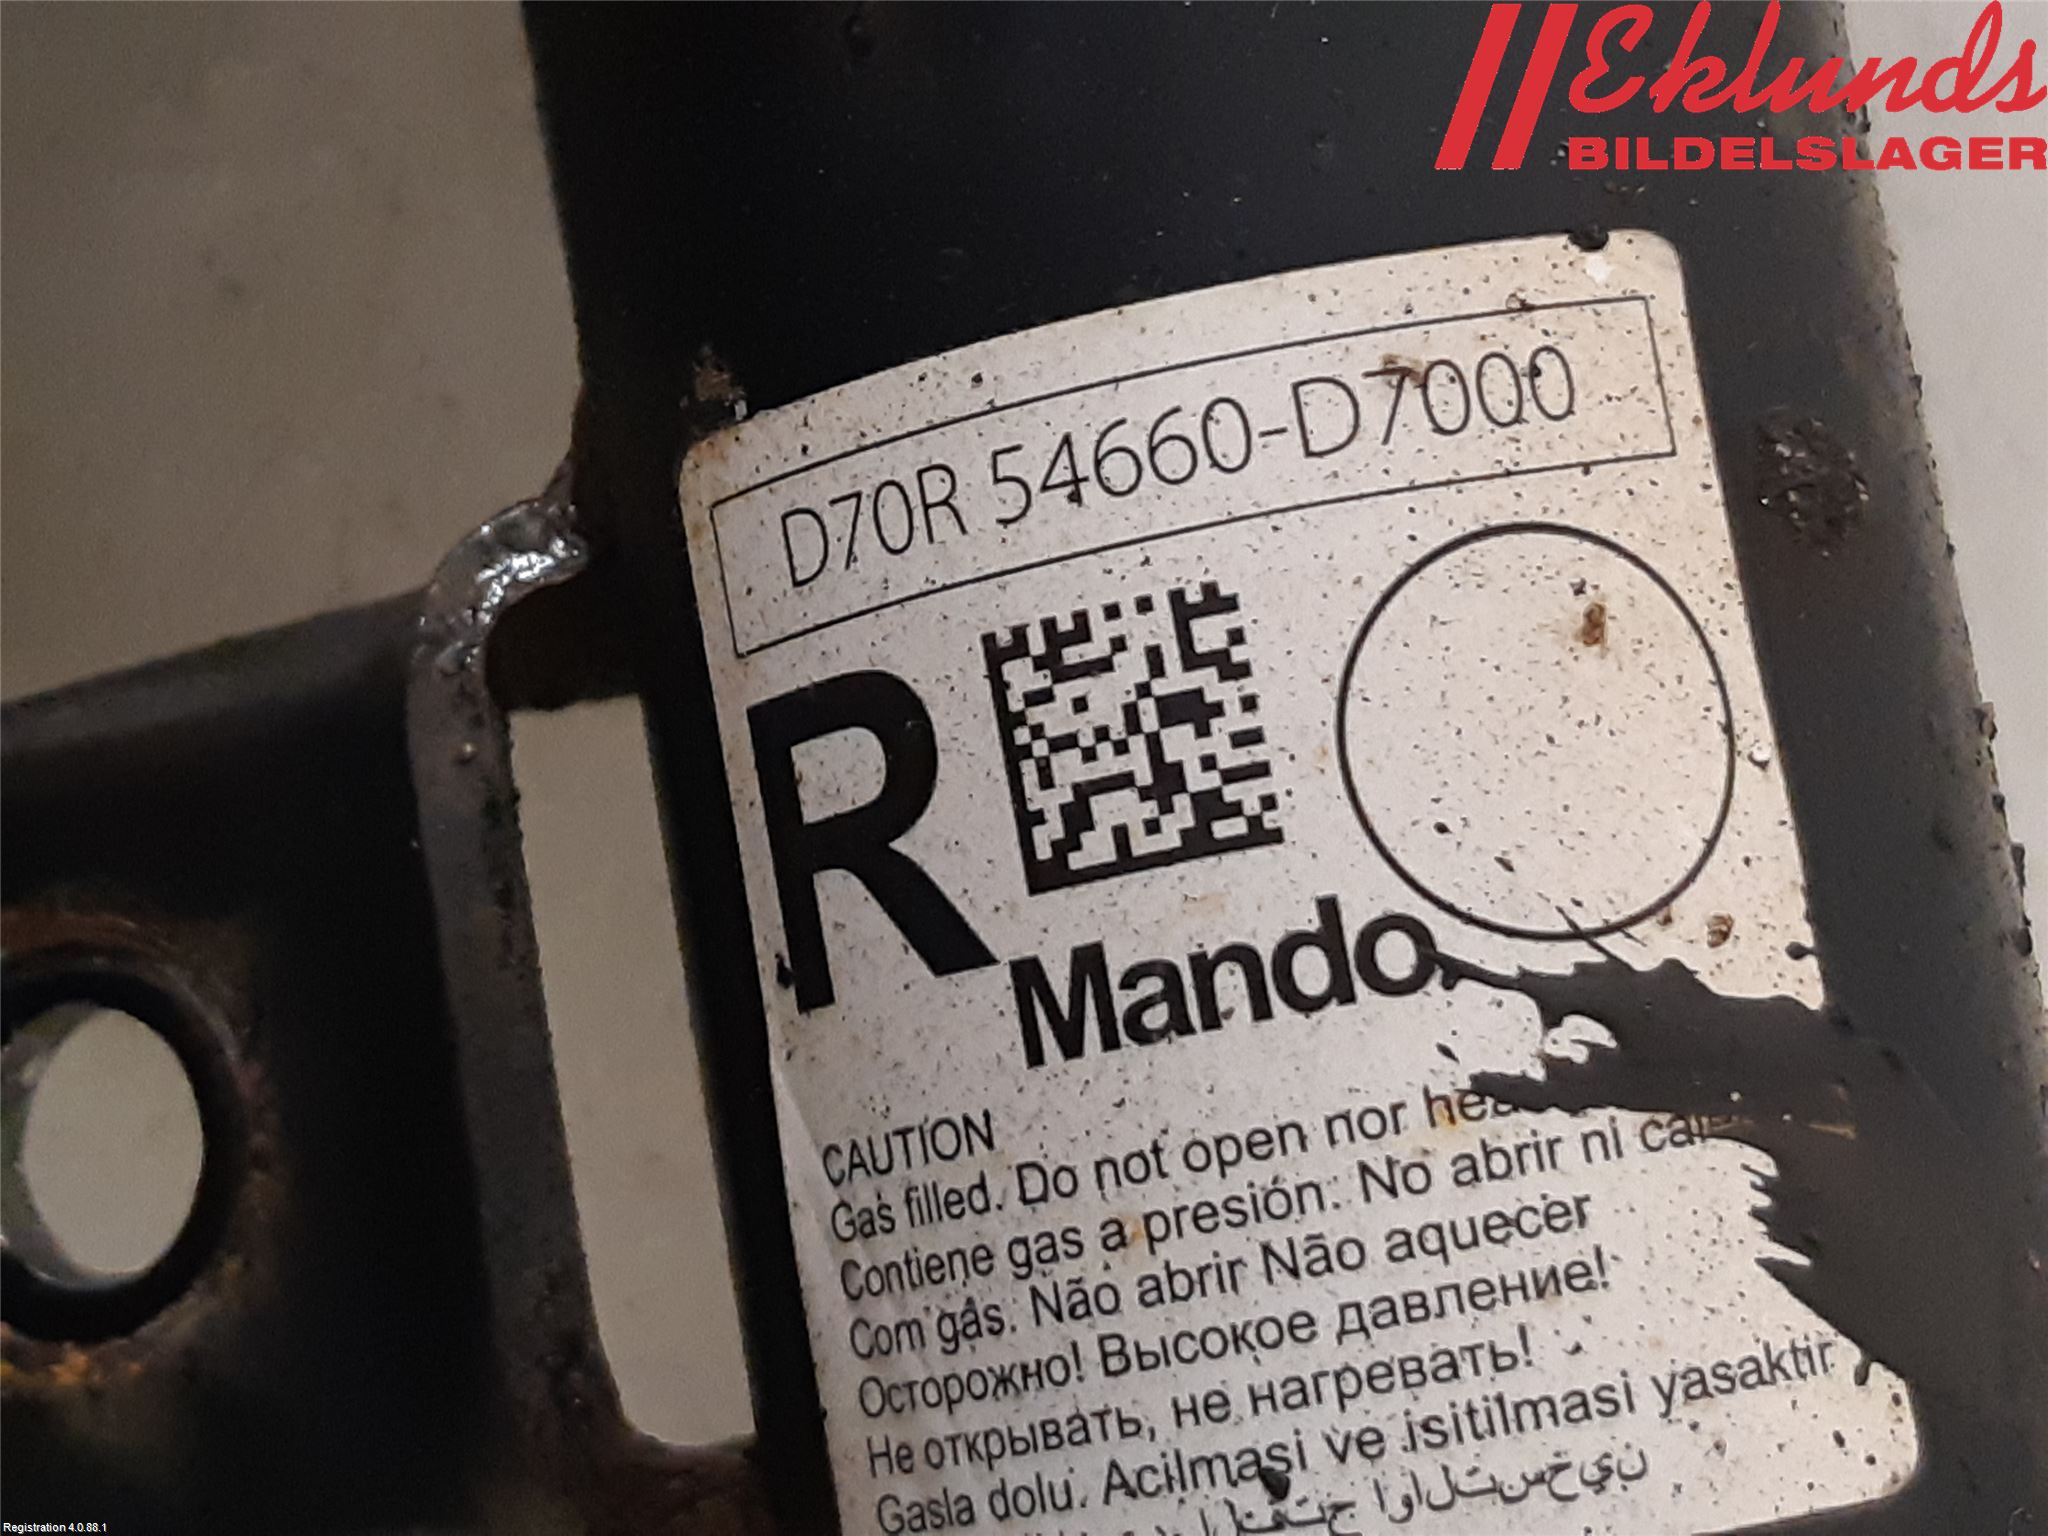 Eklunds
BILDELSLAGER
D70R 54660-D7000
R
Mando
CAUTION
Gas filled. Do not open nor
Contiene gas a presión. No abrir ni
Com gás. Não abrir Não aquecer
Осторожно! Высокое давление!
Не открывать, не нагревать!
Gasla dolu. Acilmasi ve isitilmasi yasaktir
او التسخين
Registration 4.0.88.1